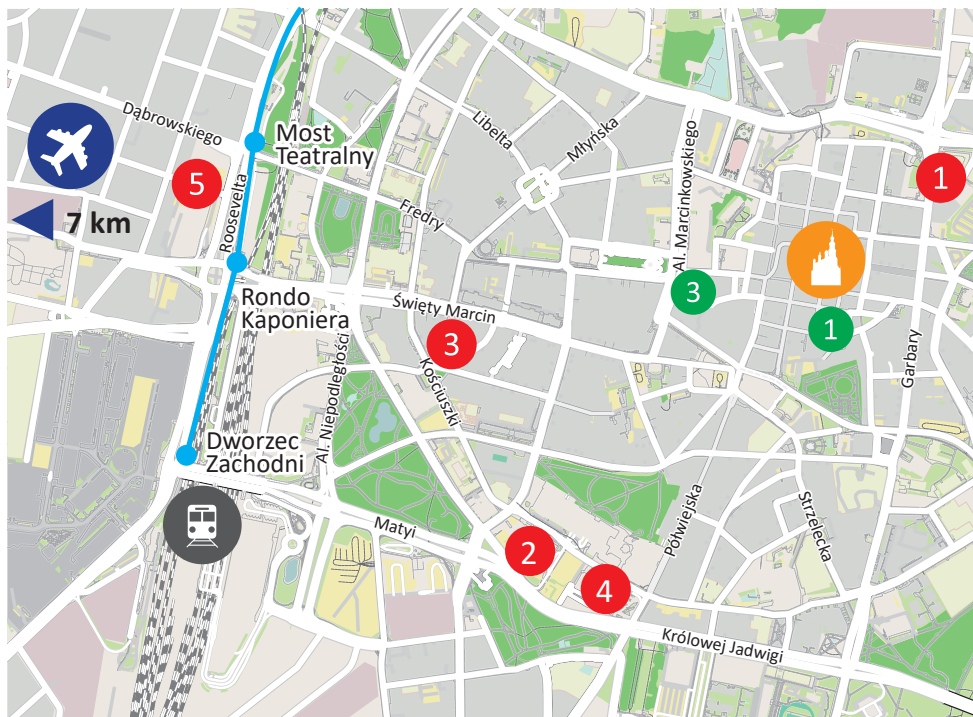 Dąbrowskiego
Libelta
Młyńska
Most
Teatralny
Al. Marcinkowskiego
5
1
7 km
Roosevelta
Fredry
Rondo
Kaponiera
3
Święty Marcin
3
1
Al. Niepodległości
Kościuszki
Garbary
Dworzec
Zachodni
Matyi
Półwiejska
Strzelecka
2
4
Królowej Jadwigi